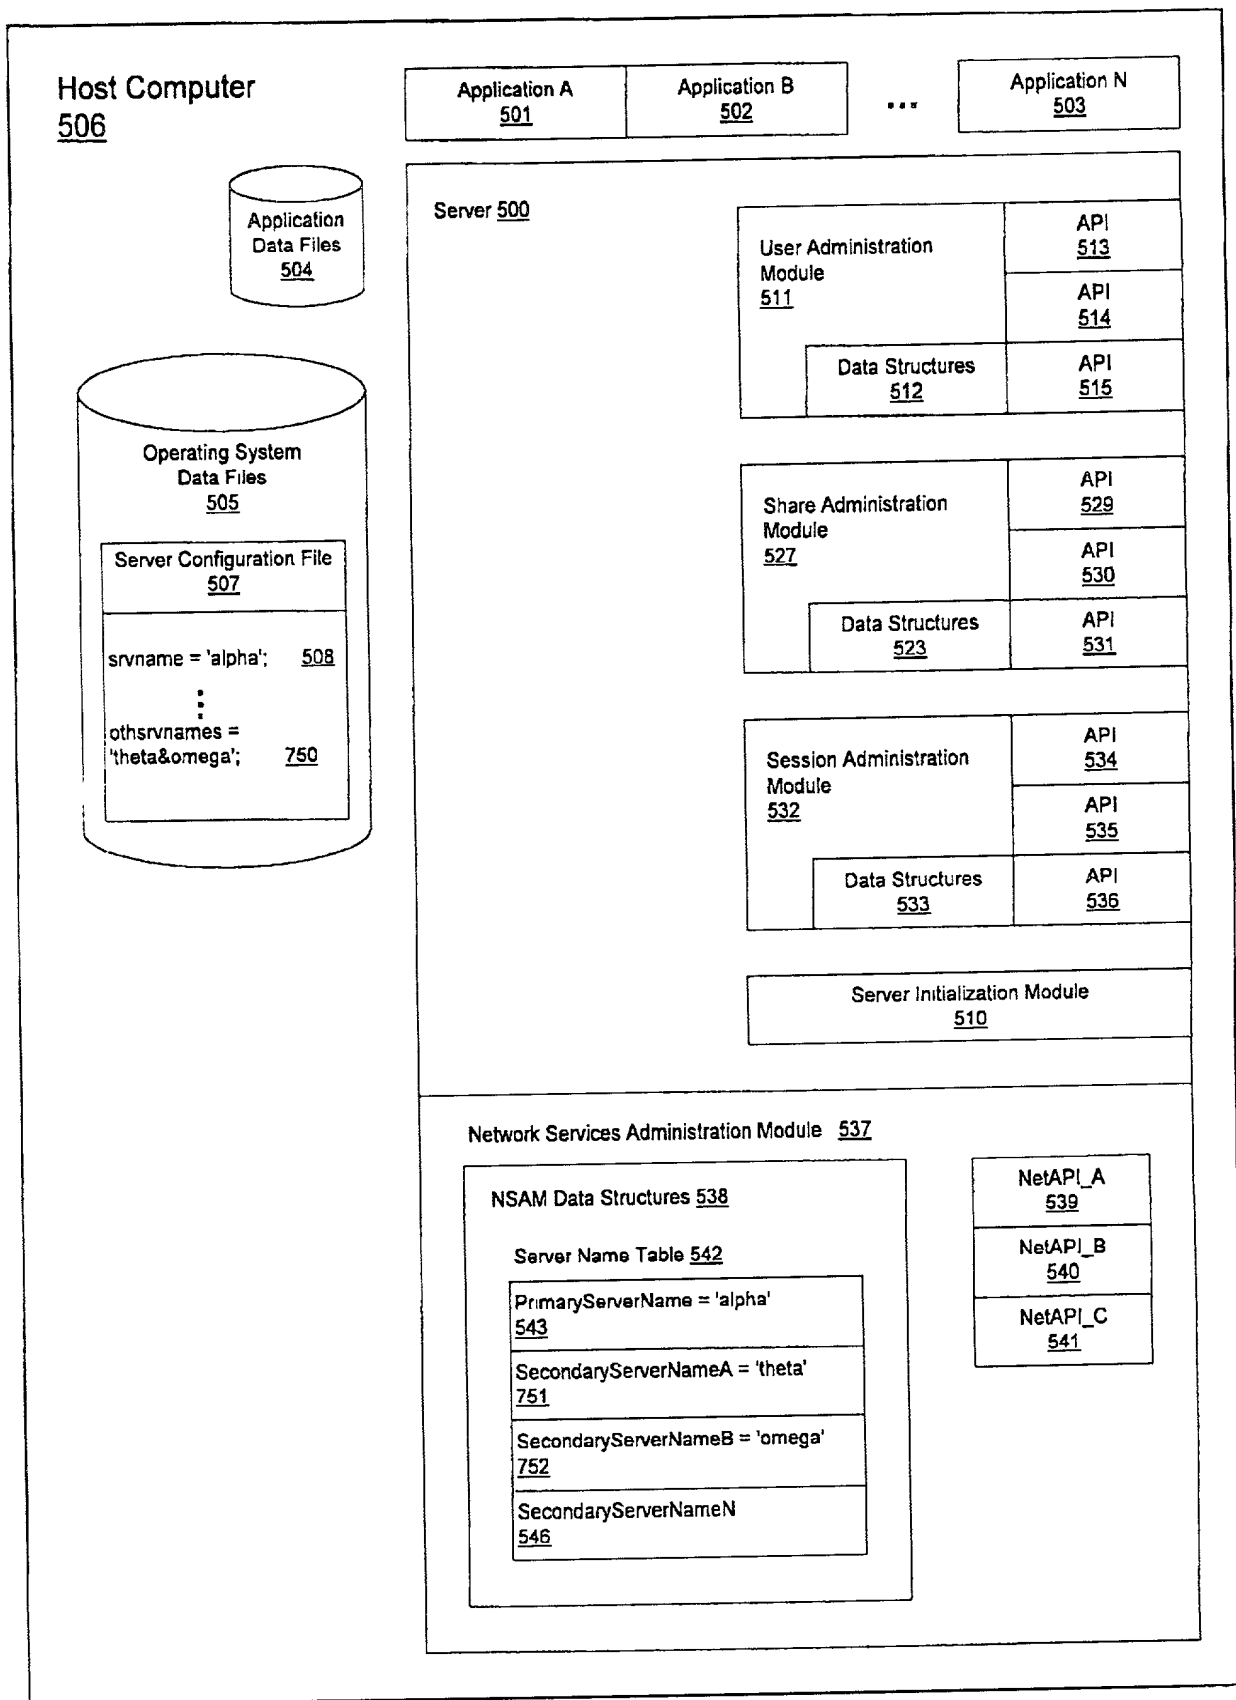 Host Computer
506
Application A
501
Application B
502
...
Application N
503
Application
Data Files
504
Operating System
Data Files
505
Server Configuration File
507
srvname = 'alpha'; 508
othsrvnames =
'theta&omega'; 750
Server 500
User Administration
Module
511
Data Structures
512
API
513
API
514
API
515
Share Administration
Module
527
Data Structures
523
API
529
API
530
API
531
Session Administration
Module
532
Data Structures
533
API
534
API
535
API
536
Server Initialization Module
510
Network Services Administration Module 537
NSAM Data Structures 538
Server Name Table 542
PrimaryServerName = 'alpha'
543
SecondaryServerNameA = 'theta'
751
SecondaryServerNameB = 'omega'
752
SecondaryServerNameN
546
NetAPI_A
539
NetAPI_B
540
NetAPI_C
541